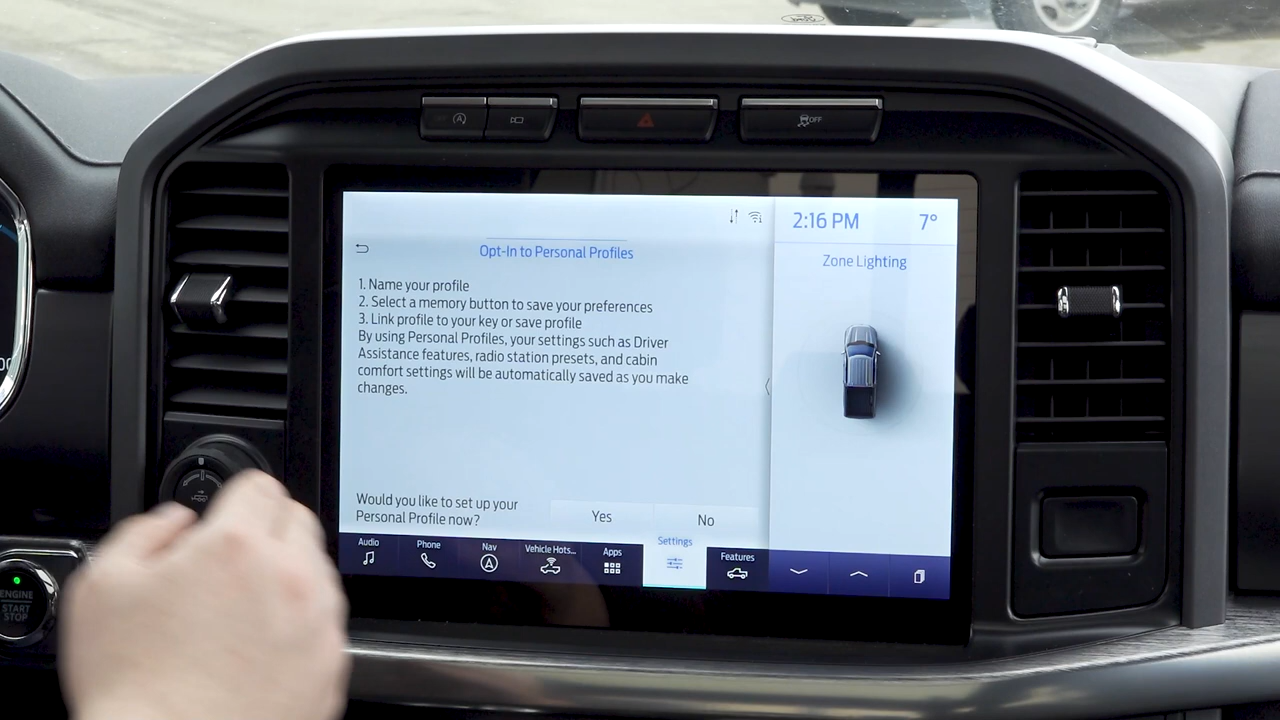 OFF
2:16 PM
7°
Opt-In to Personal Profiles
Zone Lighting
1. Name your profile
2. Select a memory button to save your preferences
3. Link profile to your key or save profile
By using Personal Profiles, your settings such as Driver
Assistance features, radio station presets, and cabin
comfort settings will be automatically saved as you make
changes.
Would you like to set up your
Personal Profile now?
Yes
No
Audio
Phone
Nav
Vehicle Hots...
Apps
Settings
Features
ENGINE
START
STOP